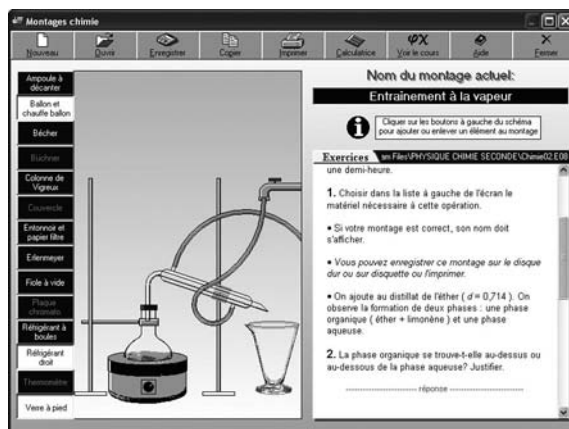 Montages chimie
Nouveau
Ouvrir
Enregistrer
Copier
Imprimer
Calculatrice
Voir le cours
Aide
Fermer
Ampoule à
décanter
Ballon et
chauffe ballon
Bécher
Büchner
Colonne de
Vigreux
Couvercle
Entonnoir et
papier filtre
Erlenmeyer
Fiole à vide
Plaque
chromato
Réfrigérant à
boules
Réfrigérant
droit
Thermomètre
Verre à pied
Nom du montage actuel:
Entraînement à la vapeur
Cliquer sur les boutons à gauche du schéma
pour ajouter ou enlever un élément au montage
Exercices
am Files\PHYSIQUE CHIMIE SECONDE\Chimie02.E08
une demi-heure.
1. Choisir dans la liste à gauche de l'écran le
matériel nécessaire à cette opération.
• Si votre montage est correct, son nom doit
s'afficher.
• Vous pouvez enregistrer ce montage sur le disque
dur ou sur disquette ou l'imprimer.
• On ajoute au distillat de l'éther ( d = 0,714 ). On
observe la formation de deux phases : une phase
organique ( éther + limonène ) et une phase
aqueuse.
2. La phase organique se trouve-t-elle au-dessus ou
au-dessous de la phase aqueuse? Justifier.
------------------------- réponse -------------------------